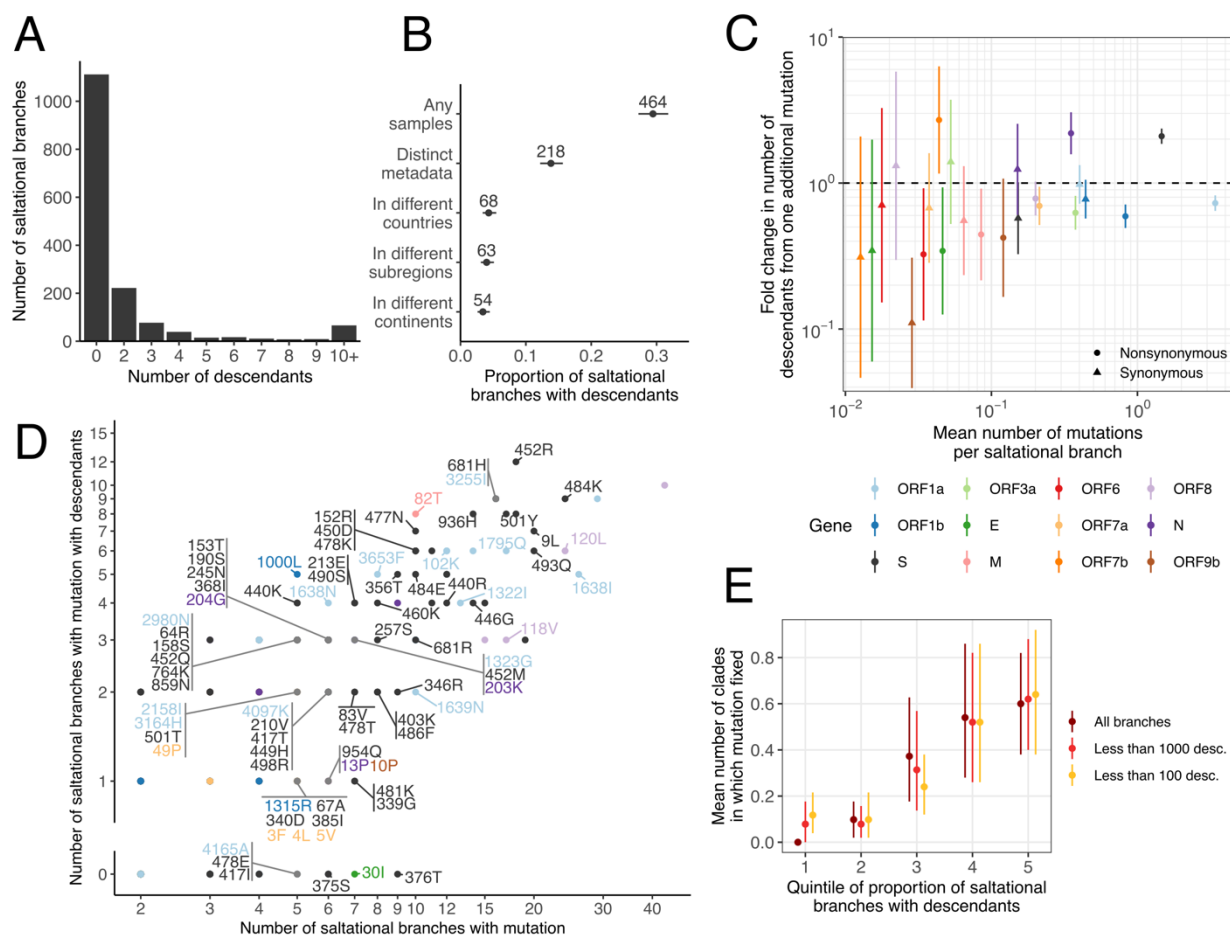 A
Number of saltational branches
1000
800
600
400
200
0
0 2 3 4 5 6 7 8 9 10+
Number of descendants
B
Any
samples
Distinct
metadata
In different
countries
In different
subregions
In different
continents
464
218
68
63
54
0.0 0.1 0.2 0.3
Proportion of saltational
branches with descendants
C
Fold change in number of
descendants from one additional mutation
10^1
10^0
10^-1
Nonsynonymous
Synonymous
10^-2 10^-1 10^0
Mean number of mutations
per saltational branch
Gene
ORF1a
ORF1b
S
ORF3a
E
M
ORF6
ORF7a
ORF7b
ORF8
N
ORF9b
D
Number of saltational branches with mutation with descendants
15
12
10
9
8
7
6
5
4
3
2
1
0
452R
681H
3255I
484K
82T
477N
936H
501Y
152R
450D
478K
9L
1795Q
120L
493Q
153T
190S
245N
368I
204G
1000L
213E
490S
3653F
102K
356T
484E
440R
1638I
440K
1638N
460K
1322I
446G
2980N
64R
158S
452Q
764K
859N
257S
681R
118V
1323G
452M
203K
2158I
3164H
501T
49P
4097K
210V
417T
449H
498R
83V
478T
346R
403K
486F
1639N
954Q
13P 10P
481K
339G
1315R 67A
340D 385I
3F 4L 5V
4165A
478E
417I
375S
30I
376T
2 3 4 5 6 7 8 9 10 12 15 20 30 40
Number of saltational branches with mutation
E
Mean number of clades
in which mutation fixed
0.8
0.6
0.4
0.2
0.0
1 2 3 4 5
Quintile of proportion of saltational
branches with descendants
All branches
Less than 1000 desc.
Less than 100 desc.